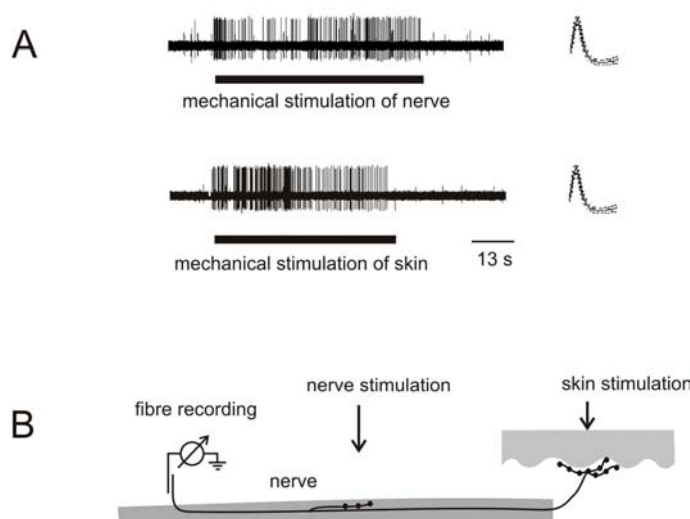 A
mechanical stimulation of nerve
mechanical stimulation of skin
13 s
B
fibre recording
nerve stimulation
skin stimulation
nerve